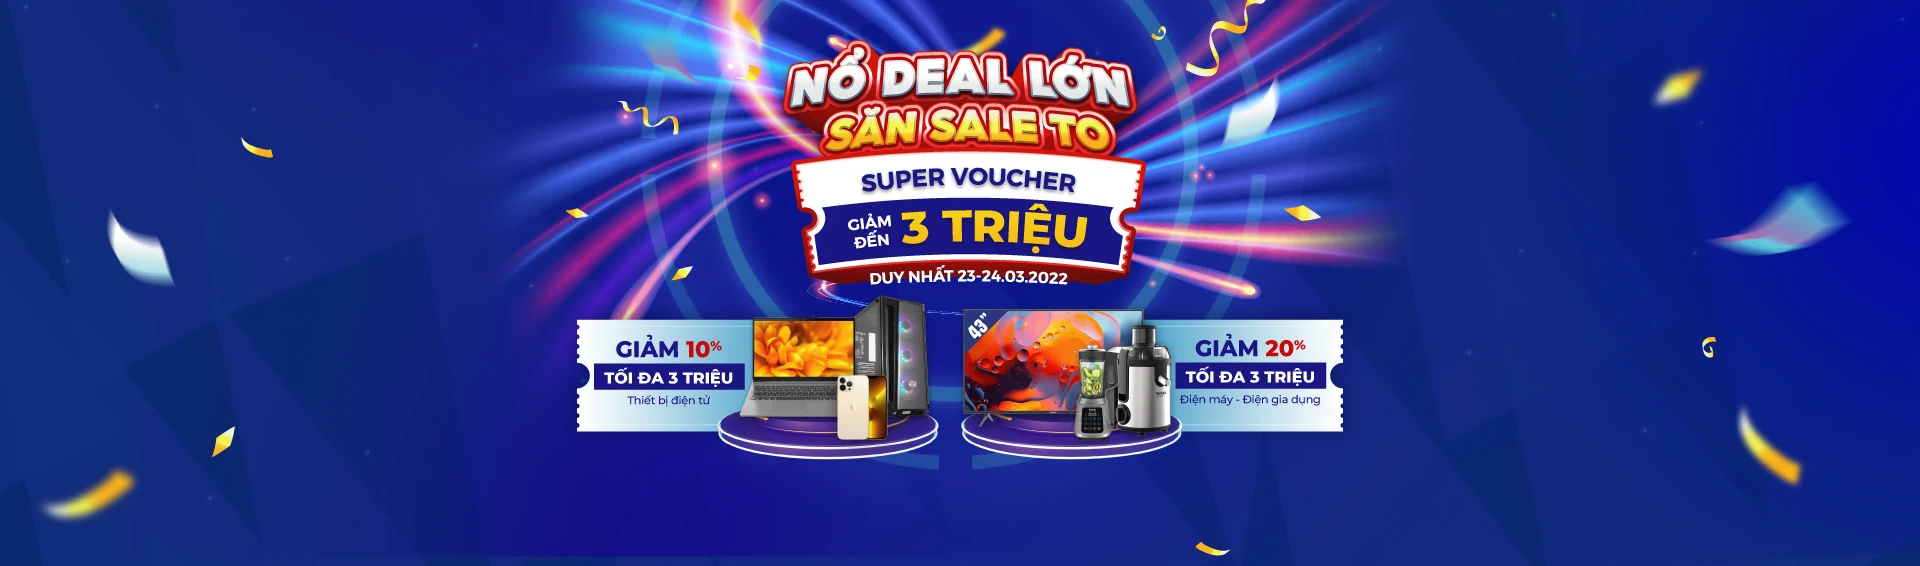 NỔ DEAL LỚN
SĂN SALE TO
SUPER VOUCHER
GIẢM ĐẾN 3 TRIỆU
DUY NHẤT 23-24.03.2022
GIẢM 10%
TỐI ĐA 3 TRIỆU
Thiết bị điện tử
43"
GIẢM 20%
TỐI ĐA 3 TRIỆU
Điện máy - Điện gia dụng